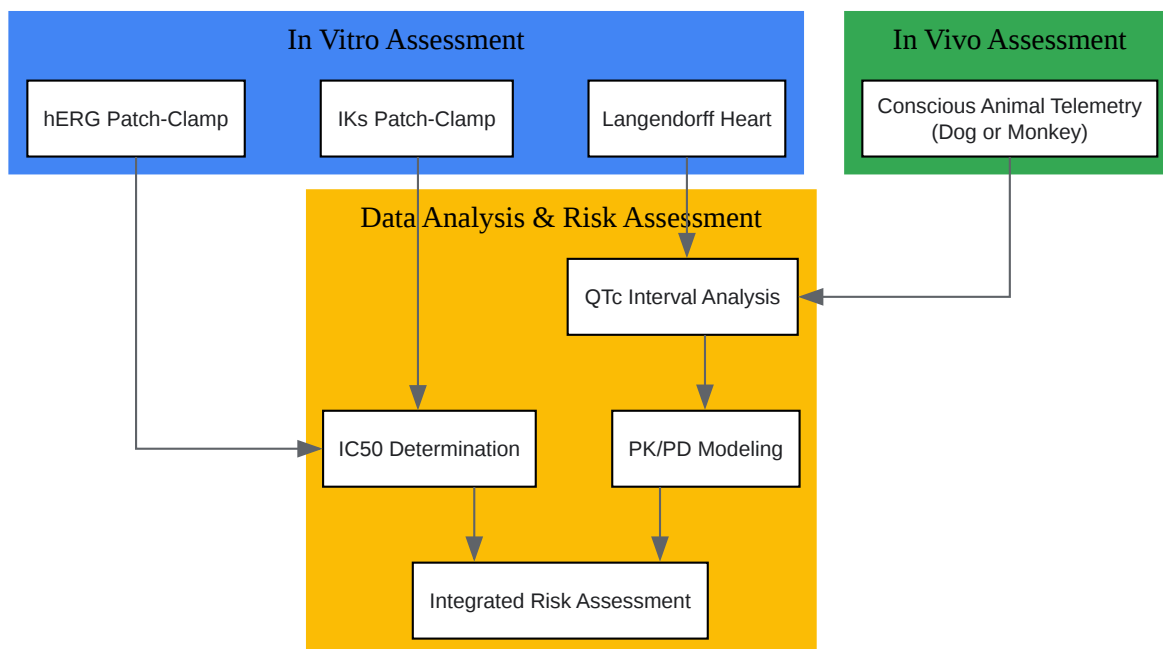 In Vitro Assessment
In Vivo Assessment
hERG Patch-Clamp
IKs Patch-Clamp
Langendorff Heart
Conscious Animal Telemetry
(Dog or Monkey)
Data Analysis & Risk Assessment
QTc Interval Analysis
IC50 Determination
PK/PD Modeling
Integrated Risk Assessment